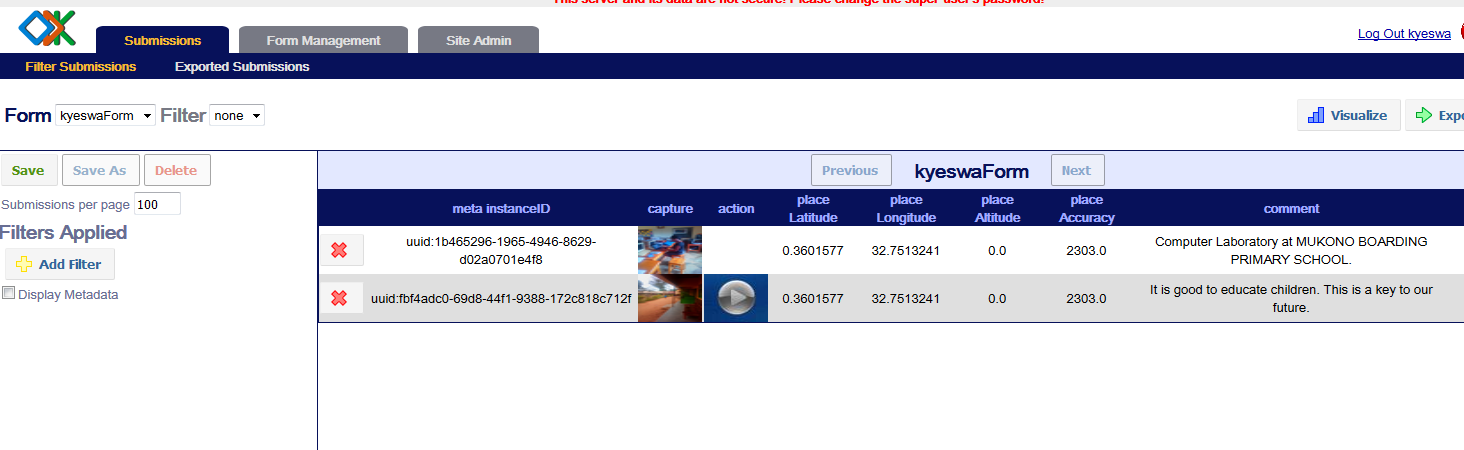 This server and its data are not secure! Please change the super-user's password!
Submissions
Form Management
Site Admin
Log Out kyeswa
Filter Submissions
Exported Submissions
Form kyeswaForm Filter none
Visualize
Expo
Save
Save As
Delete
Previous
kyeswaForm
Next
Submissions per page 100
Filters Applied
Add Filter
Display Metadata
meta instanceID
capture
action
place
Latitude
place
Longitude
place
Altitude
place
Accuracy
comment
uuid:1b465296-1965-4946-8629-
d02a0701e4f8
0.3601577
32.7513241
0.0
2303.0
Computer Laboratory at MUKONO BOARDING
PRIMARY SCHOOL.
uuid:fbf4adc0-69d8-44f1-9388-172c818c712f
0.3601577
32.7513241
0.0
2303.0
It is good to educate children. This is a key to our
future.